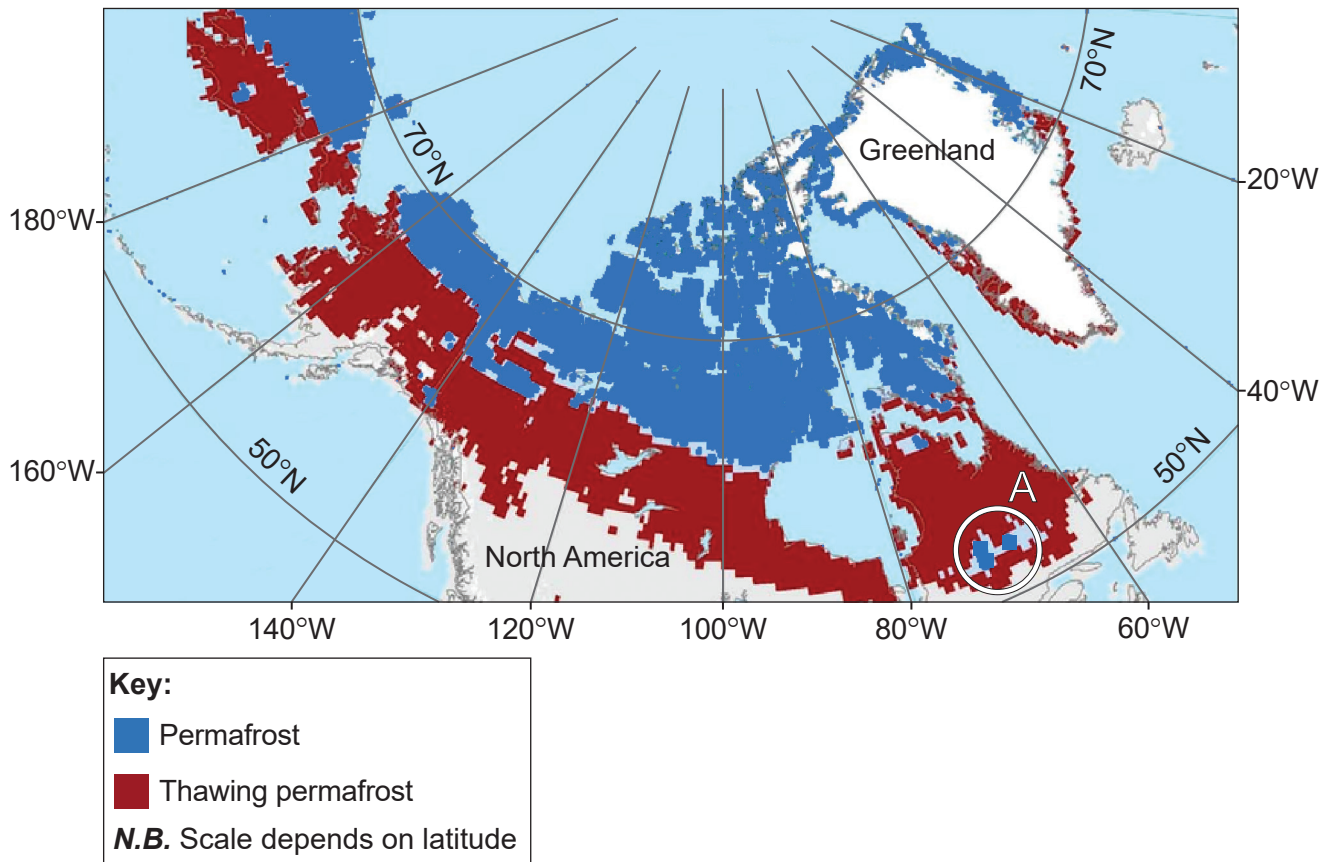 70°N
Greenland
70°N
20°W
180°W
40°W
50°N
50°N
160°W
A
North America
140°W
120°W
100°W
80°W
60°W
Key:
Permafrost
Thawing permafrost
N.B. Scale depends on latitude